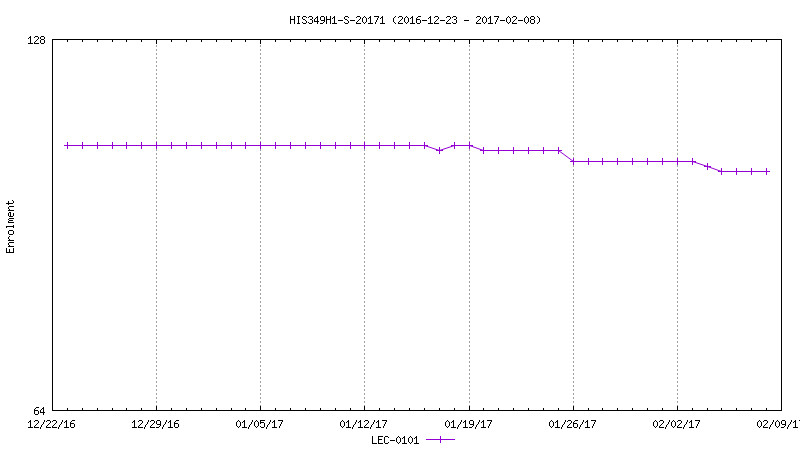 HIS349H1-S-20171 (2016-12-23 - 2017-02-08)
128
Enrolment
64
12/22/16 12/29/16 01/05/17 01/12/17 01/19/17 01/26/17 02/02/17 02/09/1
LEC-0101